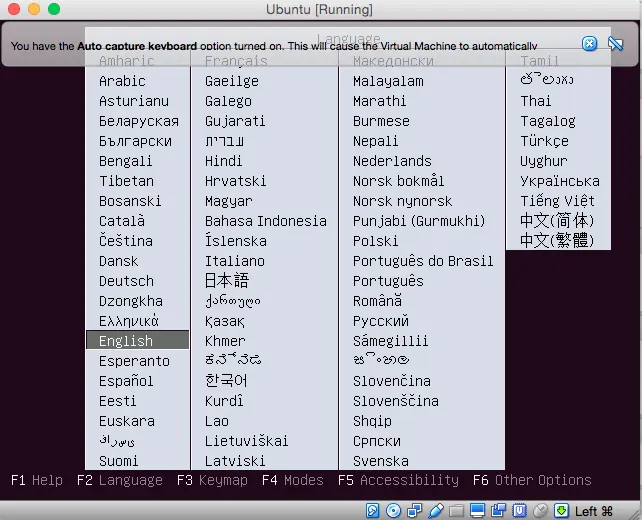 Ubuntu [Running]
You have the Auto capture keyboard option turned on. This will cause the Virtual Machine to automatically
Language
Amharic
Arabic
Asturianu
Беларуская
Български
Bengali
Tibetan
Bosanski
Català
Čeština
Dansk
Deutsch
Dzongkha
Ελληνικά
English
Esperanto
Español
Eesti
Euskara
فارسی
Suomi
Français
Gaeilge
Galego
Gujarati
עברית
Hindi
Hrvatski
Magyar
Bahasa Indonesia
Íslenska
Italiano
日本語
ქართული
Қазақ
Khmer
ಕನ್ನಡ
한국어
Kurdî
Lao
Lietuviškai
Latviski
Македонски
Malayalam
Marathi
Burmese
Nepali
Nederlands
Norsk bokmål
Norsk nynorsk
Punjabi (Gurmukhi)
Polski
Português do Brasil
Português
Română
Русский
Sámegillii
සිංහල
Slovenčina
Slovenščina
Shqip
Српски
Svenska
Tamil
తెలుగు
Thai
Tagalog
Türkçe
Uyghur
Українська
Tiếng Việt
中文(简体)
中文(繁體)
F1 Help F2 Language F3 Keymap F4 Modes F5 Accessibility F6 Other Options
Left ⌘